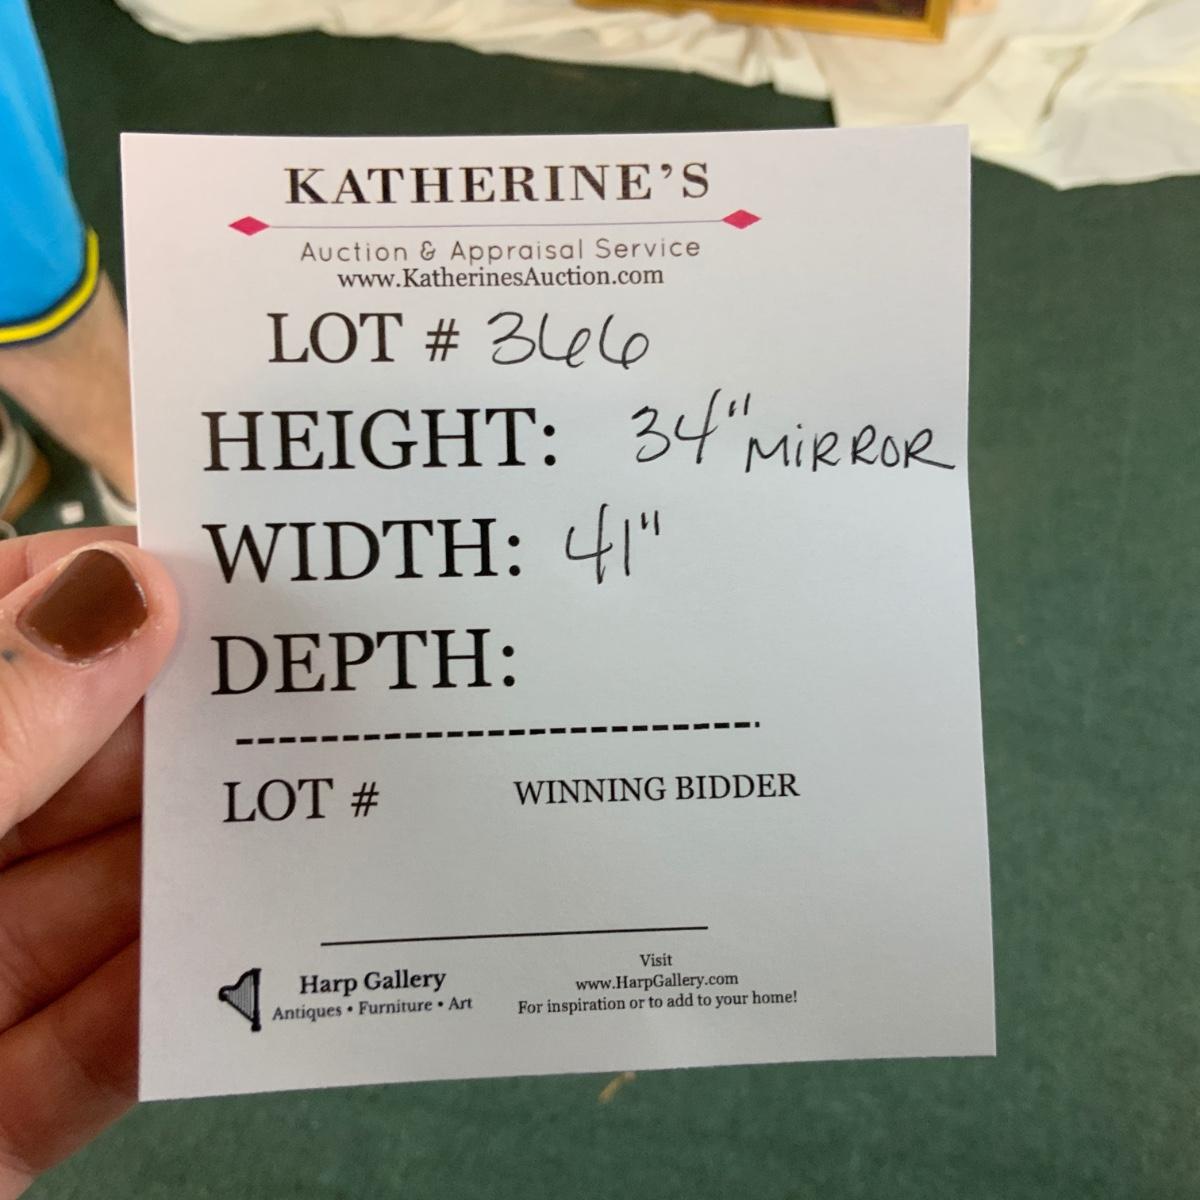 KATHERINE'S
Auction & Appraisal Service
www.KatherinesAuction.com
LOT # 366
HEIGHT: 34" MIRROR
WIDTH: 41"
DEPTH:
LOT # WINNING BIDDER
Harp Gallery
Antiques • Furniture • Art
Visit
www.HarpGallery.com
For inspiration or to add to your home!